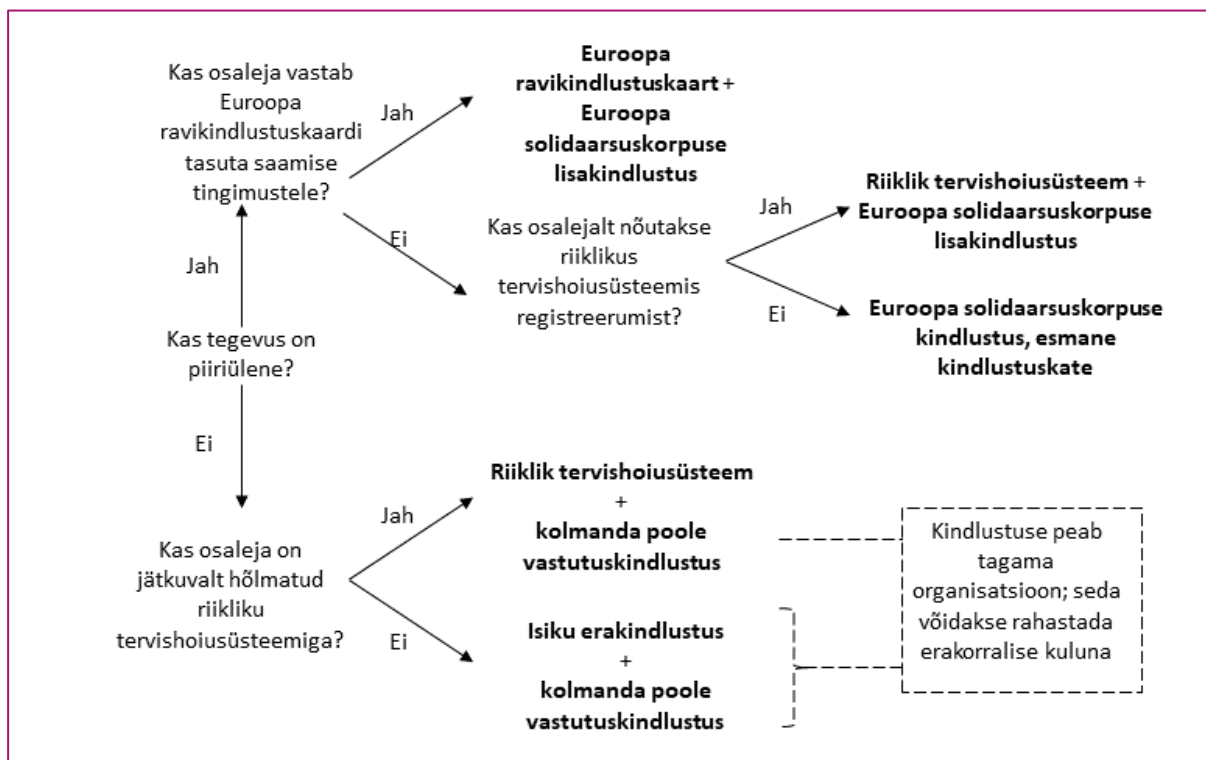 Kas osaleja vastab
Euroopa
ravikindlustuskaardi
tasuta saamise
tingimustele?
Jah
Euroopa
ravikindlustuskaart +
Euroopa
solidaarsuskorpuse
lisakindlustus
Ei
Kas osalejalt nõutakse
riiklikus
tervishoiusüsteemis
registreerumist?
Jah
Riiklik tervishoiusüsteem +
Euroopa solidaarsuskorpuse
lisakindlustus
Ei
Euroopa solidaarsuskorpuse
kindlustus, esmane
kindlustuskate
Jah
Kas tegevus on
piiriülene?
Ei
Kas osaleja on
jätkuvalt hõlmatud
riikliku
tervishoiusüsteemiga?
Jah
Riiklik tervishoiusüsteem
+
kolmanda poole
vastutuskindlustus
Ei
Isiku erakindlustus
+
kolmanda poole
vastutuskindlustus
Kindlustuse peab
tagama
organisatsioon; seda
võidakse rahastada
erakorralise kuluna